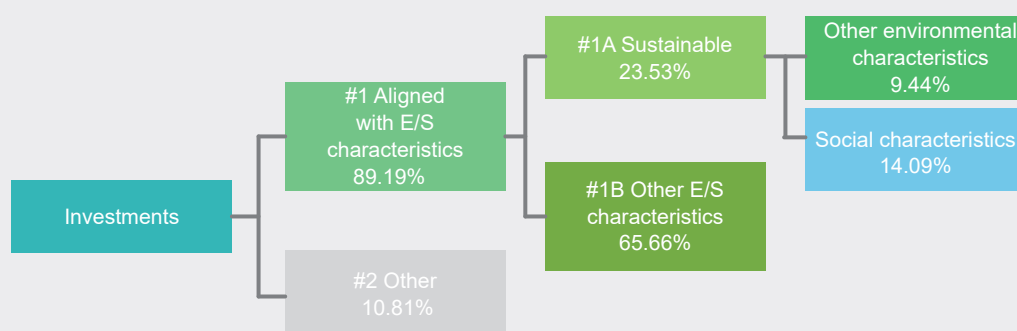 Investments
#1 Aligned
with E/S
characteristics
89.19%
#2 Other
10.81%
#1A Sustainable
23.53%
#1B Other E/S
characteristics
65.66%
Other environmental
characteristics
9.44%
Social characteristics
14.09%